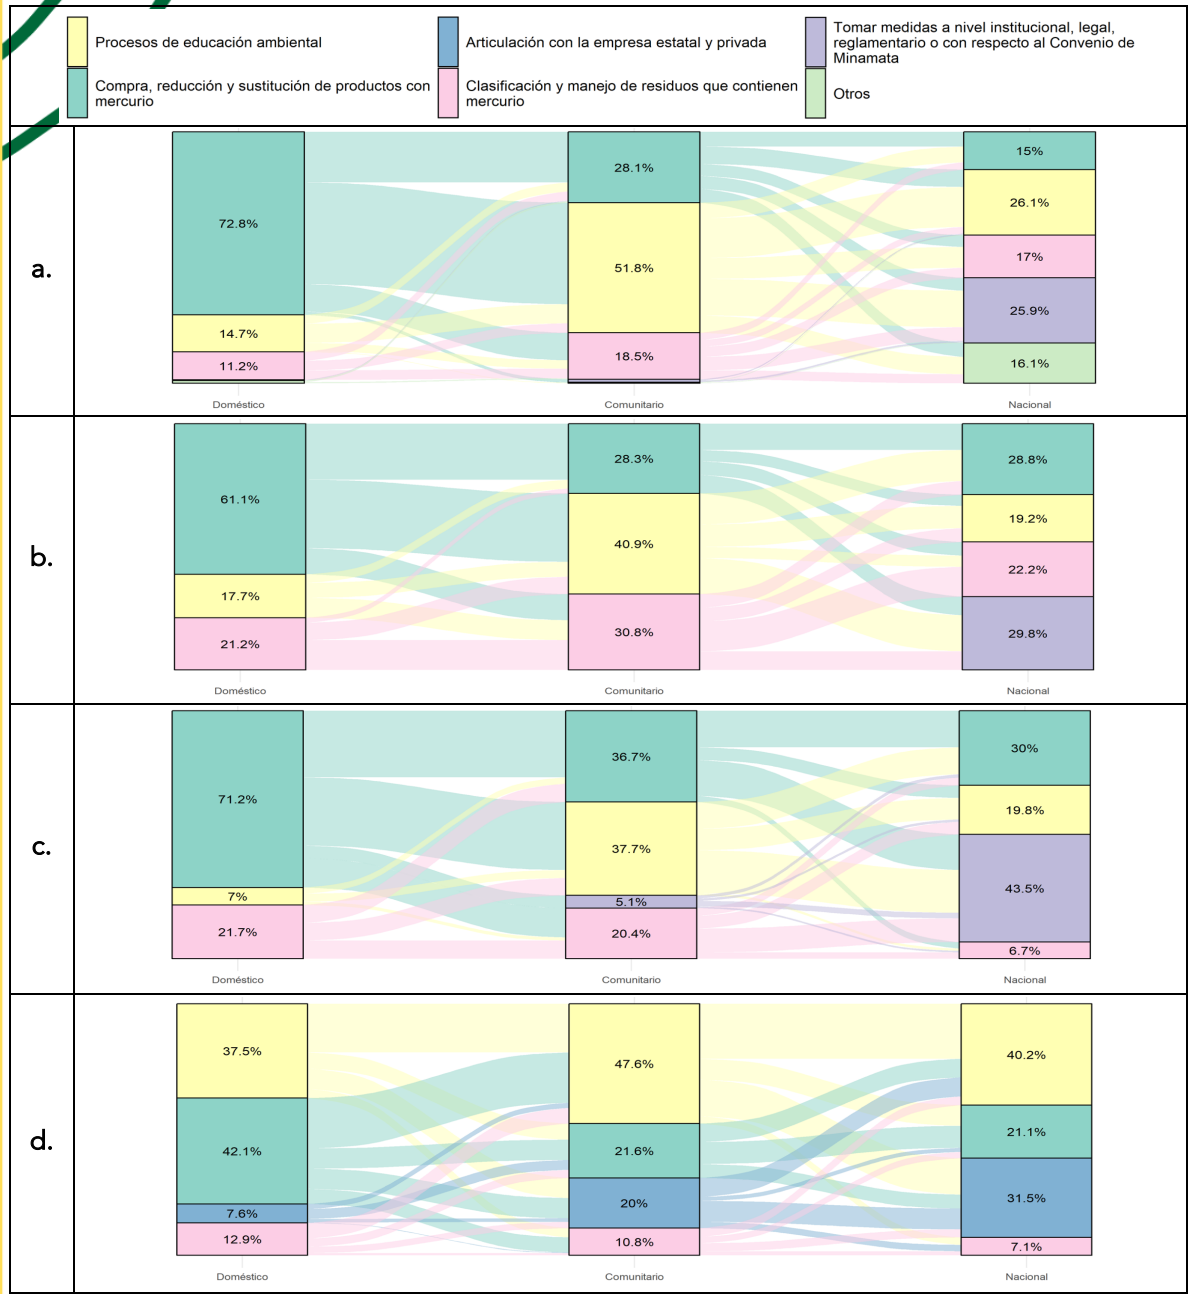 Procesos de educación ambiental
Compra, reducción y sustitución de productos con
mercurio
Articulación con la empresa estatal y privada
Clasificación y manejo de residuos que contienen
mercurio
Tomar medidas a nivel institucional, legal,
reglamentario o con respecto al Convenio de
Minamata
Otros
a.
72.8%
14.7%
11.2%
28.1%
51.8%
18.5%
15%
26.1%
17%
25.9%
16.1%
Doméstico
Comunitario
Nacional
b.
61.1%
17.7%
21.2%
28.3%
40.9%
30.8%
28.8%
19.2%
22.2%
29.8%
Doméstico
Comunitario
Nacional
c.
71.2%
7%
21.7%
36.7%
37.7%
5.1%
20.4%
30%
19.8%
43.5%
6.7%
Doméstico
Comunitario
Nacional
d.
37.5%
42.1%
7.6%
12.9%
47.6%
21.6%
20%
10.8%
40.2%
21.1%
31.5%
7.1%
Doméstico
Comunitario
Nacional